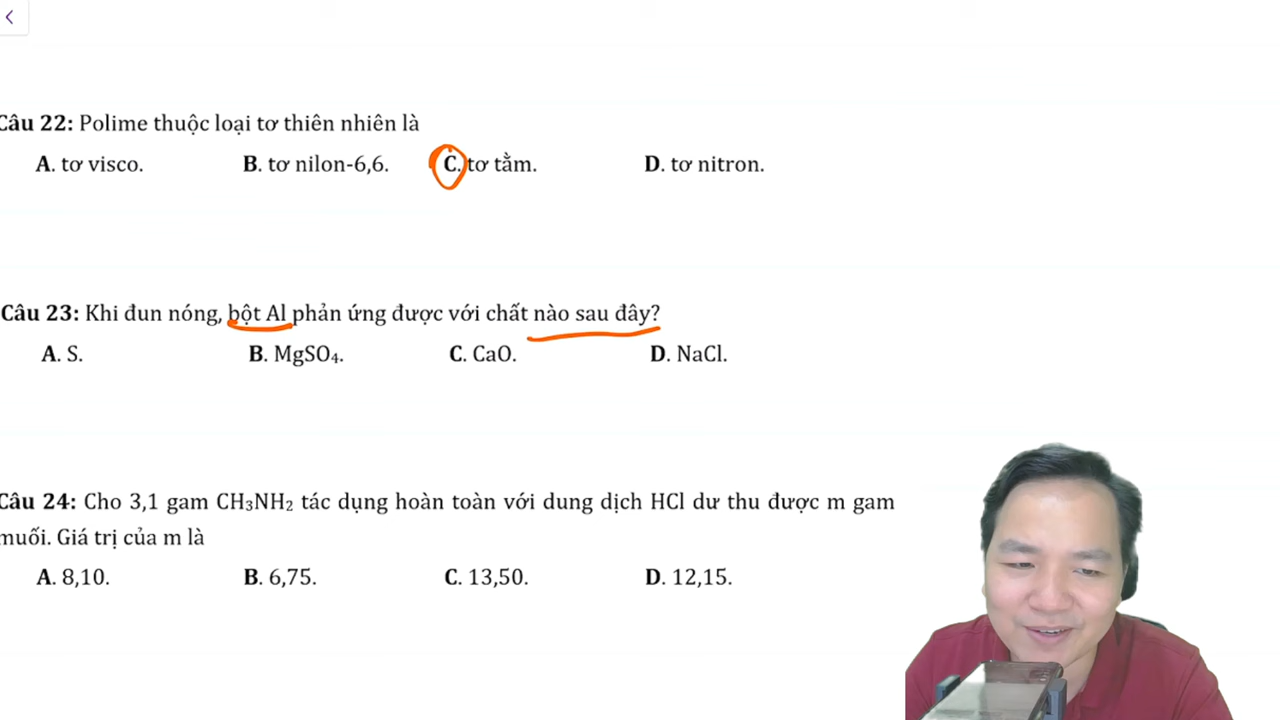 Câu 22: Polime thuộc loại tơ thiên nhiên là
A. tơ visco. B. tơ nilon-6,6. C. tơ tằm. D. tơ nitron.
Câu 23: Khi đun nóng, bột Al phản ứng được với chất nào sau đây?
A. S. B. MgSO₄. C. CaO. D. NaCl.
Câu 24: Cho 3,1 gam CH₃NH₂ tác dụng hoàn toàn với dung dịch HCl dư thu được m gam
muối. Giá trị của m là
A. 8,10. B. 6,75. C. 13,50. D. 12,15.